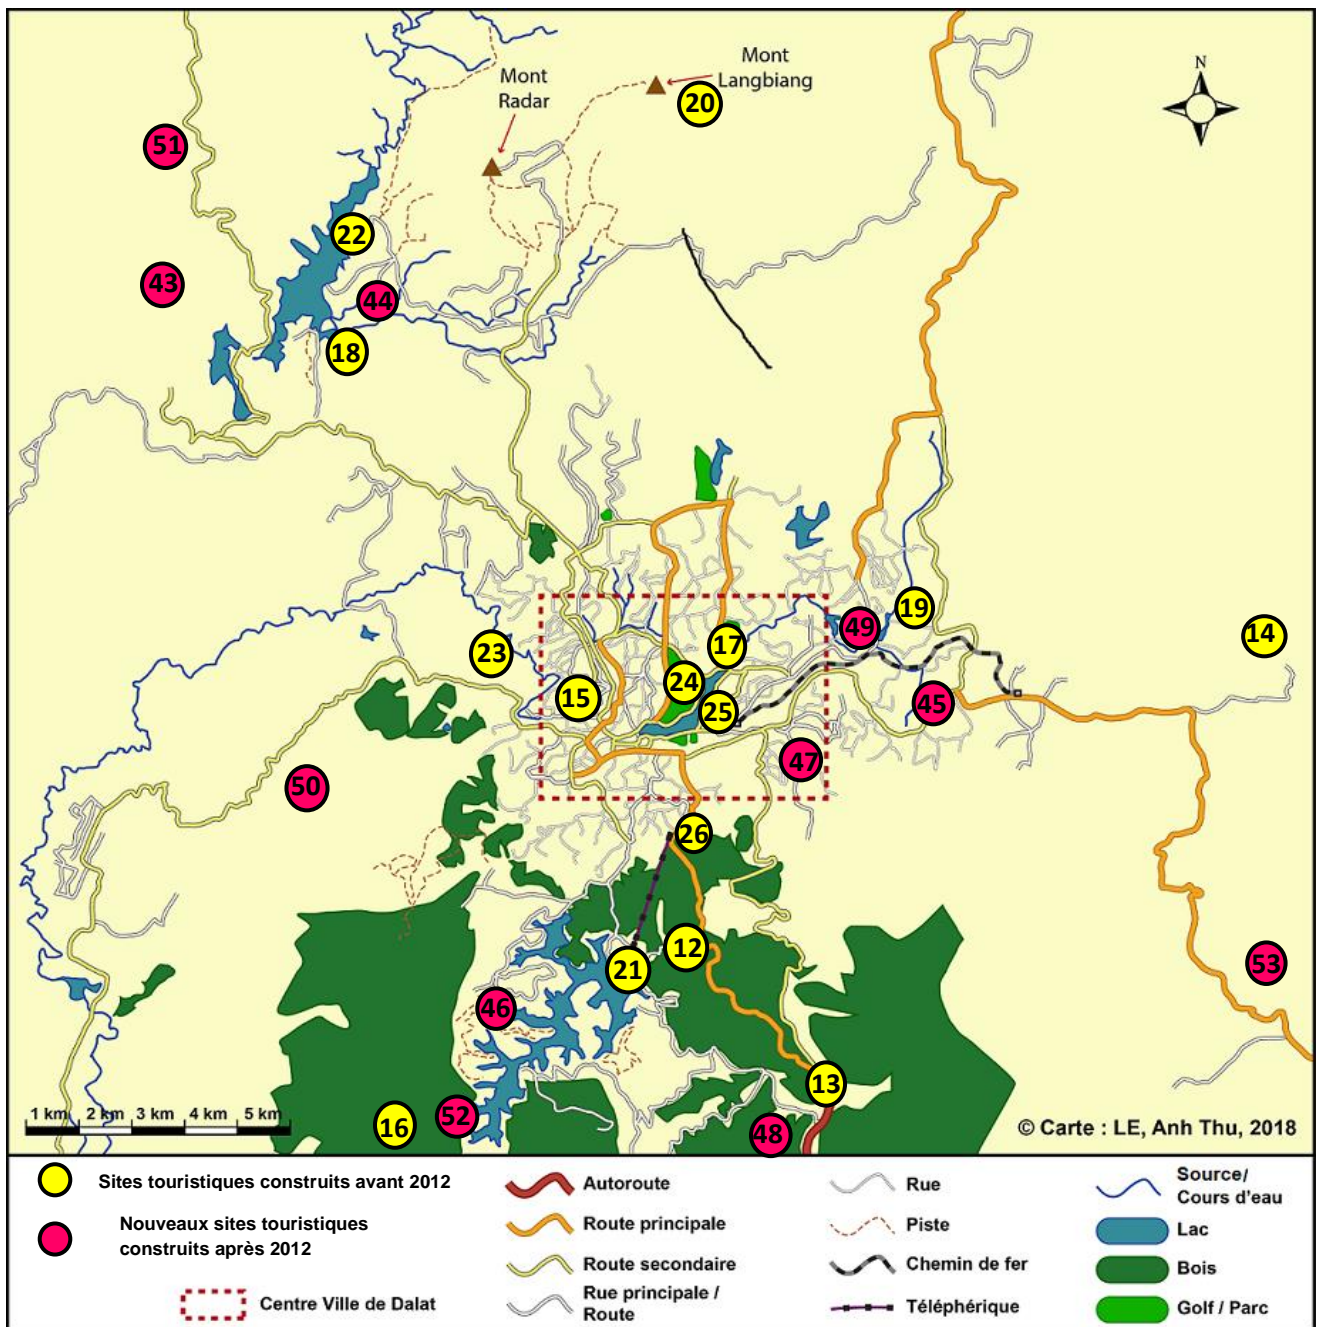 Mont
Langbiang
Mont
Radar
N
20
51
22
43
44
18
19
49
14
17
23
24
15
25
45
47
50
26
12
21
53
46
13
52
16
48
1 km 2 km 3 km 4 km 5 km
© Carte : LE, Anh Thu, 2018
Sites touristiques construits avant 2012
Nouveaux sites touristiques
construits après 2012
Centre Ville de Dalat
Autoroute
Route principale
Route secondaire
Rue principale /
Route
Rue
Piste
Chemin de fer
Téléphérique
Source/
Cours d'eau
Lac
Bois
Golf / Parc